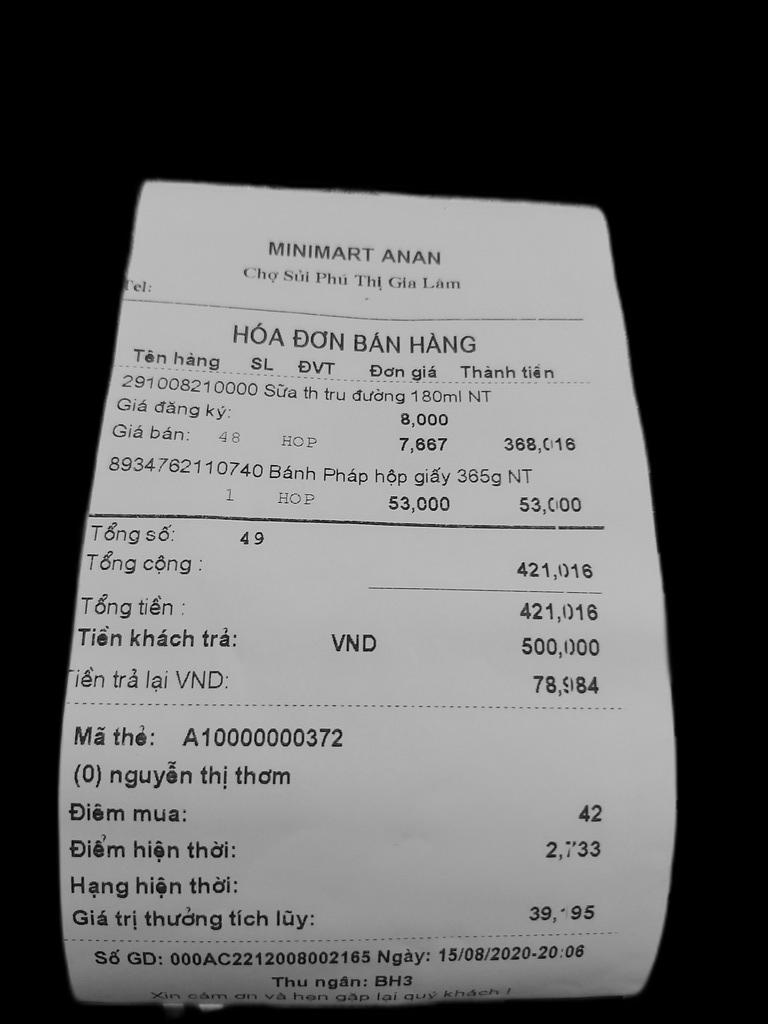 MINIMART ANAN
Chợ Sủi Phú Thị Gia Lâm
Tel:
HÓA ĐƠN BÁN HÀNG
Tên hàng SL ĐVT Đơn giá Thành tiền
291008210000 Sữa th tru đường 180ml NT
Giá đăng ký: 8,000
Giá bán: 48 HOP 7,667 368,016
8934762110740 Bánh Pháp hộp giấy 365g NT
1 HOP 53,000 53,000
Tổng số: 49
Tổng cộng : 421,016
Tổng tiền : 421,016
Tiền khách trả: VND 500,000
Tiền trả lại VND: 78,984
Mã thẻ: A10000000372
(0) nguyễn thị thơm
Điểm mua: 42
Điểm hiện thời: 2,733
Hạng hiện thời:
Giá trị thưởng tích lũy: 39,195
Số GD: 000AC2212008002165 Ngày: 15/08/2020-20:06
Thu ngân: BH3
Xin cảm ơn và hẹn gặp lại quý khách !